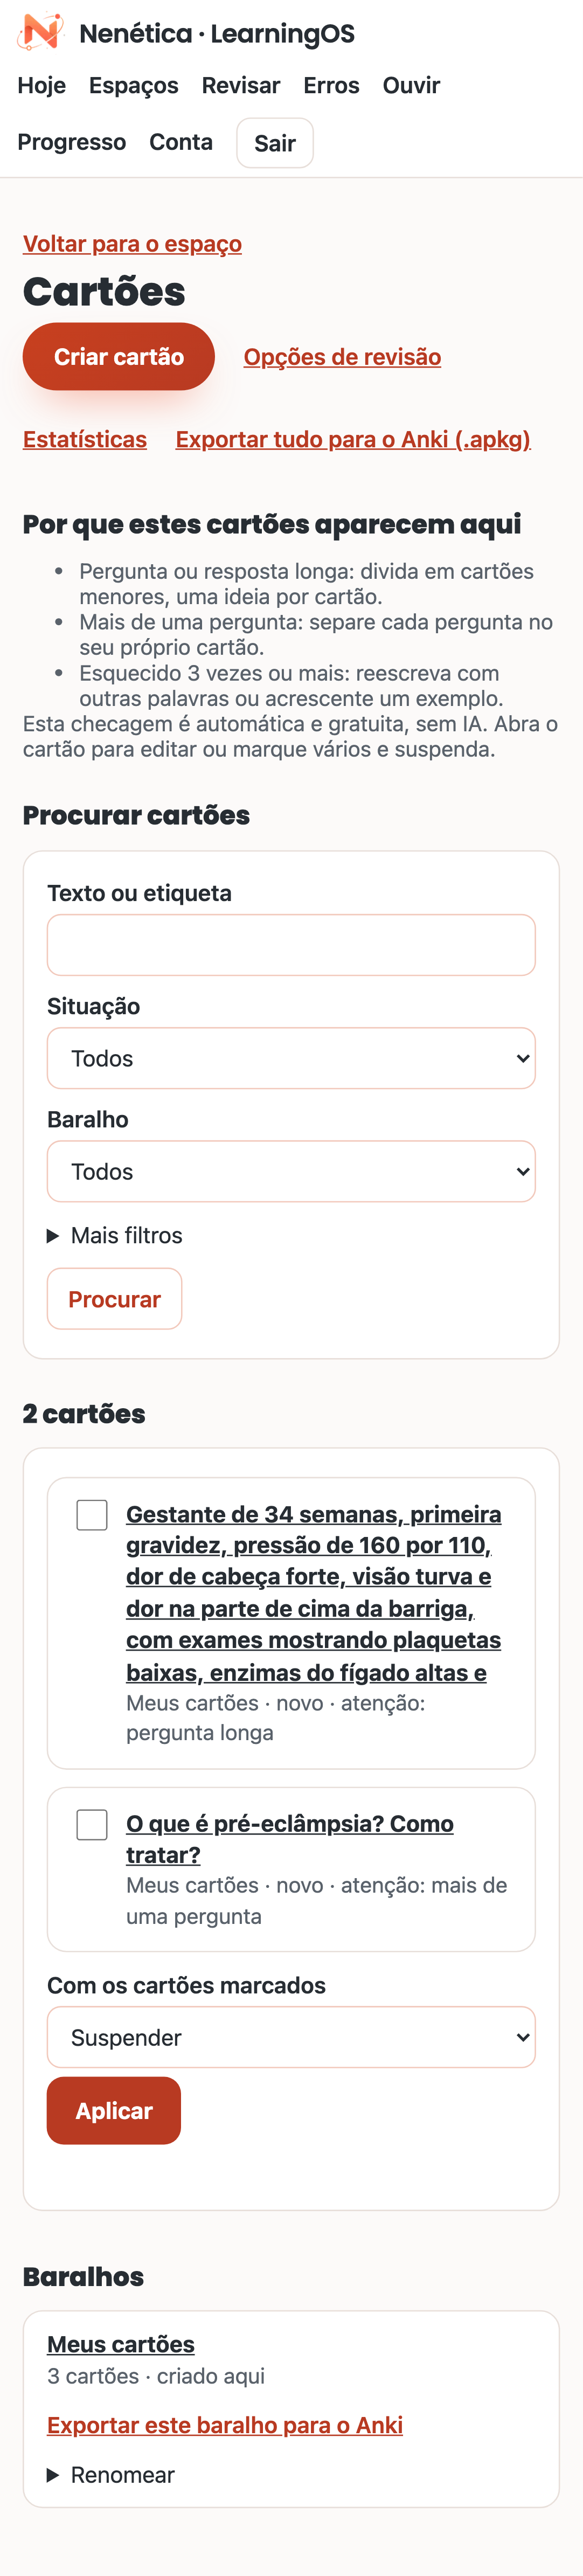 Nenética · LearningOS
Hoje Espaços Revisar Erros Ouvir
Progresso Conta Sair
Voltar para o espaço
Cartões
Criar cartão Opções de revisão
Estatísticas Exportar tudo para o Anki (.apkg)
Por que estes cartões aparecem aqui
• Pergunta ou resposta longa: divida em cartões
menores, uma ideia por cartão.
• Mais de uma pergunta: separe cada pergunta no
seu próprio cartão.
• Esquecido 3 vezes ou mais: reescreva com
outras palavras ou acrescente um exemplo.
Esta checagem é automática e gratuita, sem IA. Abra o
cartão para editar ou marque vários e suspenda.
Procurar cartões
Texto ou etiqueta
Situação
Todos
Baralho
Todos
Mais filtros
Procurar
2 cartões
Gestante de 34 semanas, primeira
gravidez, pressão de 160 por 110,
dor de cabeça forte, visão turva e
dor na parte de cima da barriga,
com exames mostrando plaquetas
baixas, enzimas do fígado altas e
Meus cartões · novo · atenção:
pergunta longa
O que é pré-eclâmpsia? Como
tratar?
Meus cartões · novo · atenção: mais de
uma pergunta
Com os cartões marcados
Suspender
Aplicar
Baralhos
Meus cartões
3 cartões · criado aqui
Exportar este baralho para o Anki
Renomear